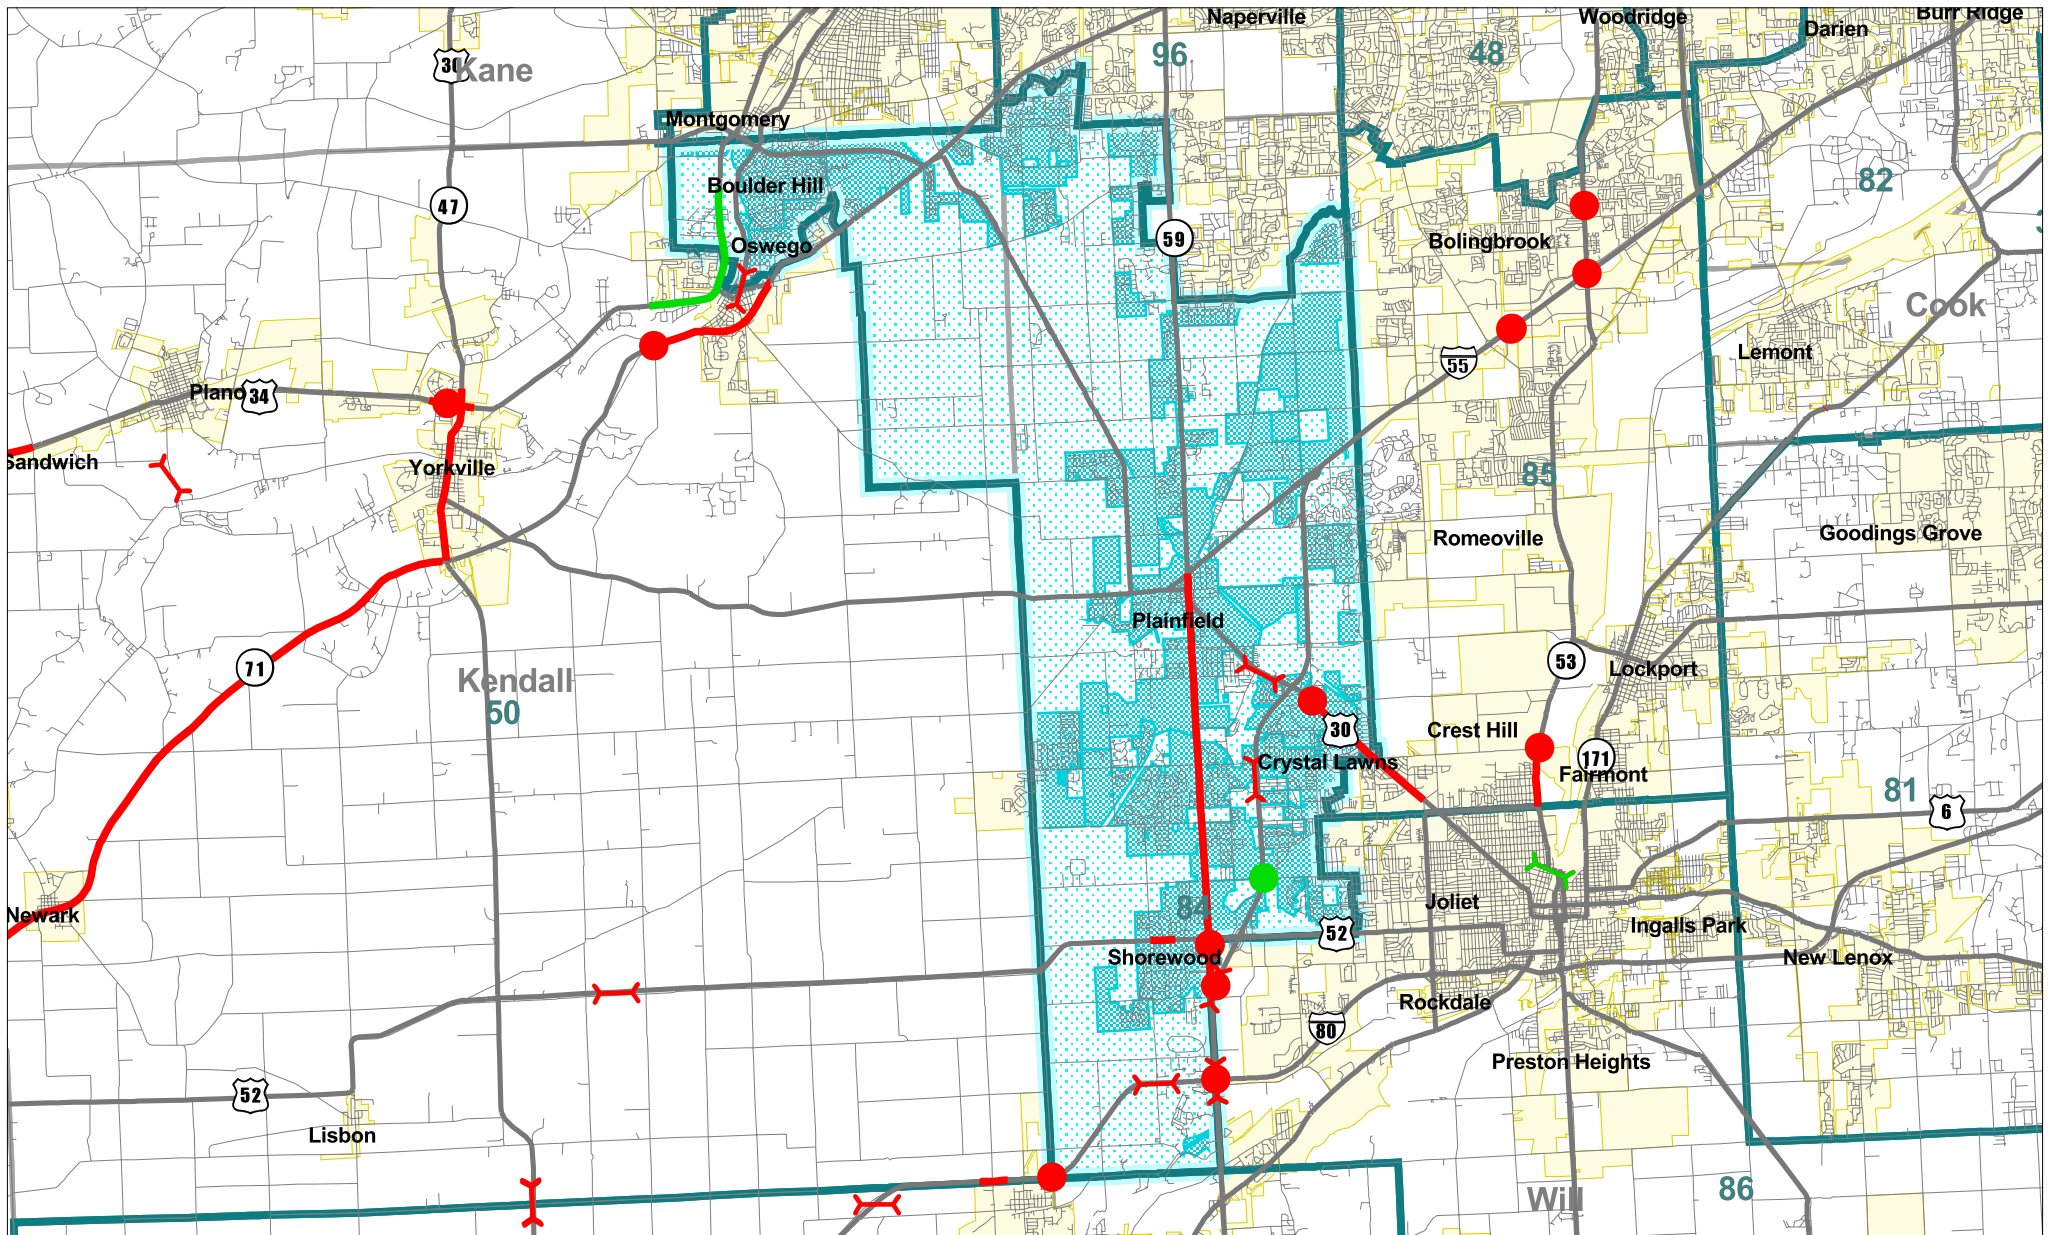 Naperville
Woodridge
Burr Ridge
Darien
96
48
30
Kane
Montgomery
82
Boulder Hill
47
Oswego
59
Bolingbrook
Cook
Lemont
55
Plano
34
Sandwich
Yorkville
85
Romeoville
Goodings Grove
Plainfield
53
Lockport
71
Kendall
50
30
Crest Hill
171
Crystal Lawns
Fairmont
81
6
84
Joliet
Newark
Ingalls Park
52
Shorewood
New Lenox
Rockdale
80
Preston Heights
52
Lisbon
86
Will